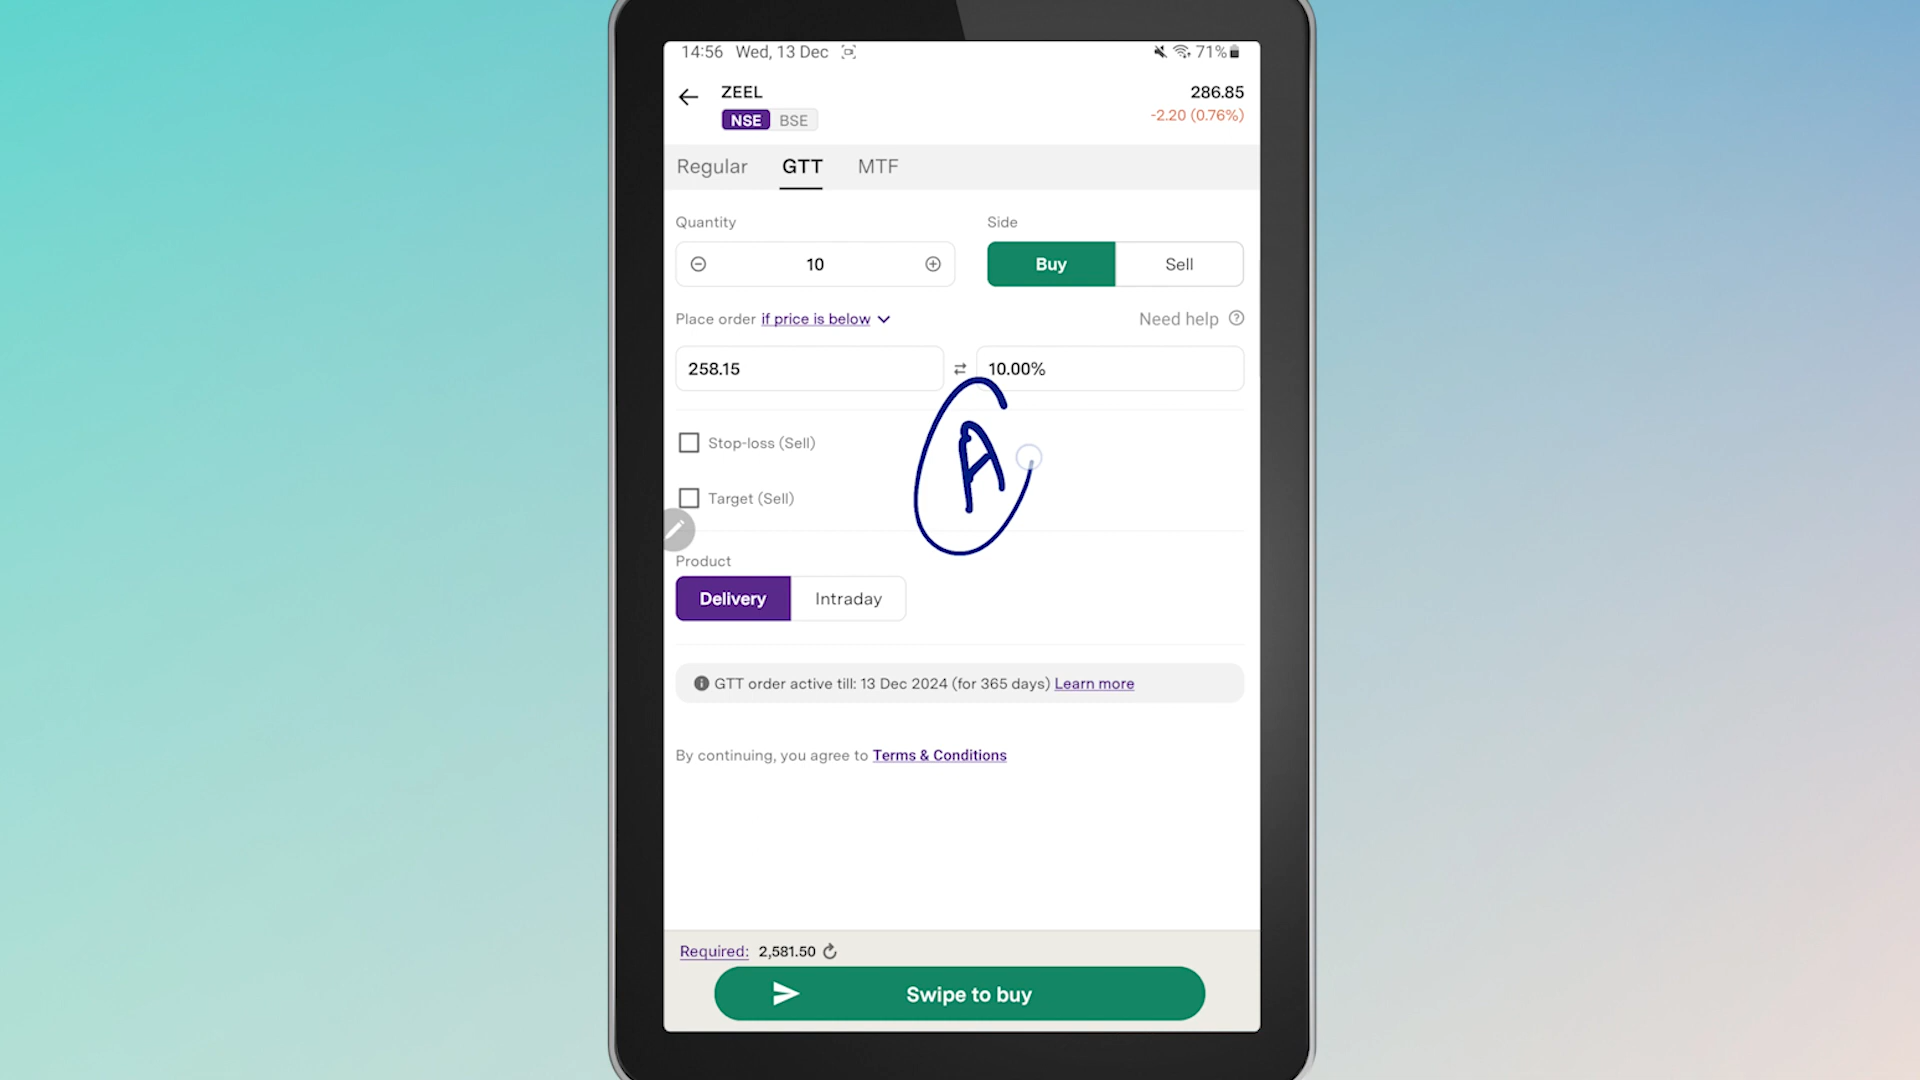 14:56 Wed, 13 Dec 71%
ZEEL 286.85
NSE BSE -2.20 (0.76%)
Regular GTT MTF
Quantity Side
10 Buy Sell
Place order if price is below Need help
258.15 10.00%
Stop-loss (Sell)
A
Target (Sell)
Product
Delivery Intraday
GTT order active till: 13 Dec 2024 (for 365 days) Learn more
By continuing, you agree to Terms & Conditions
Required: 2,581.50
Swipe to buy